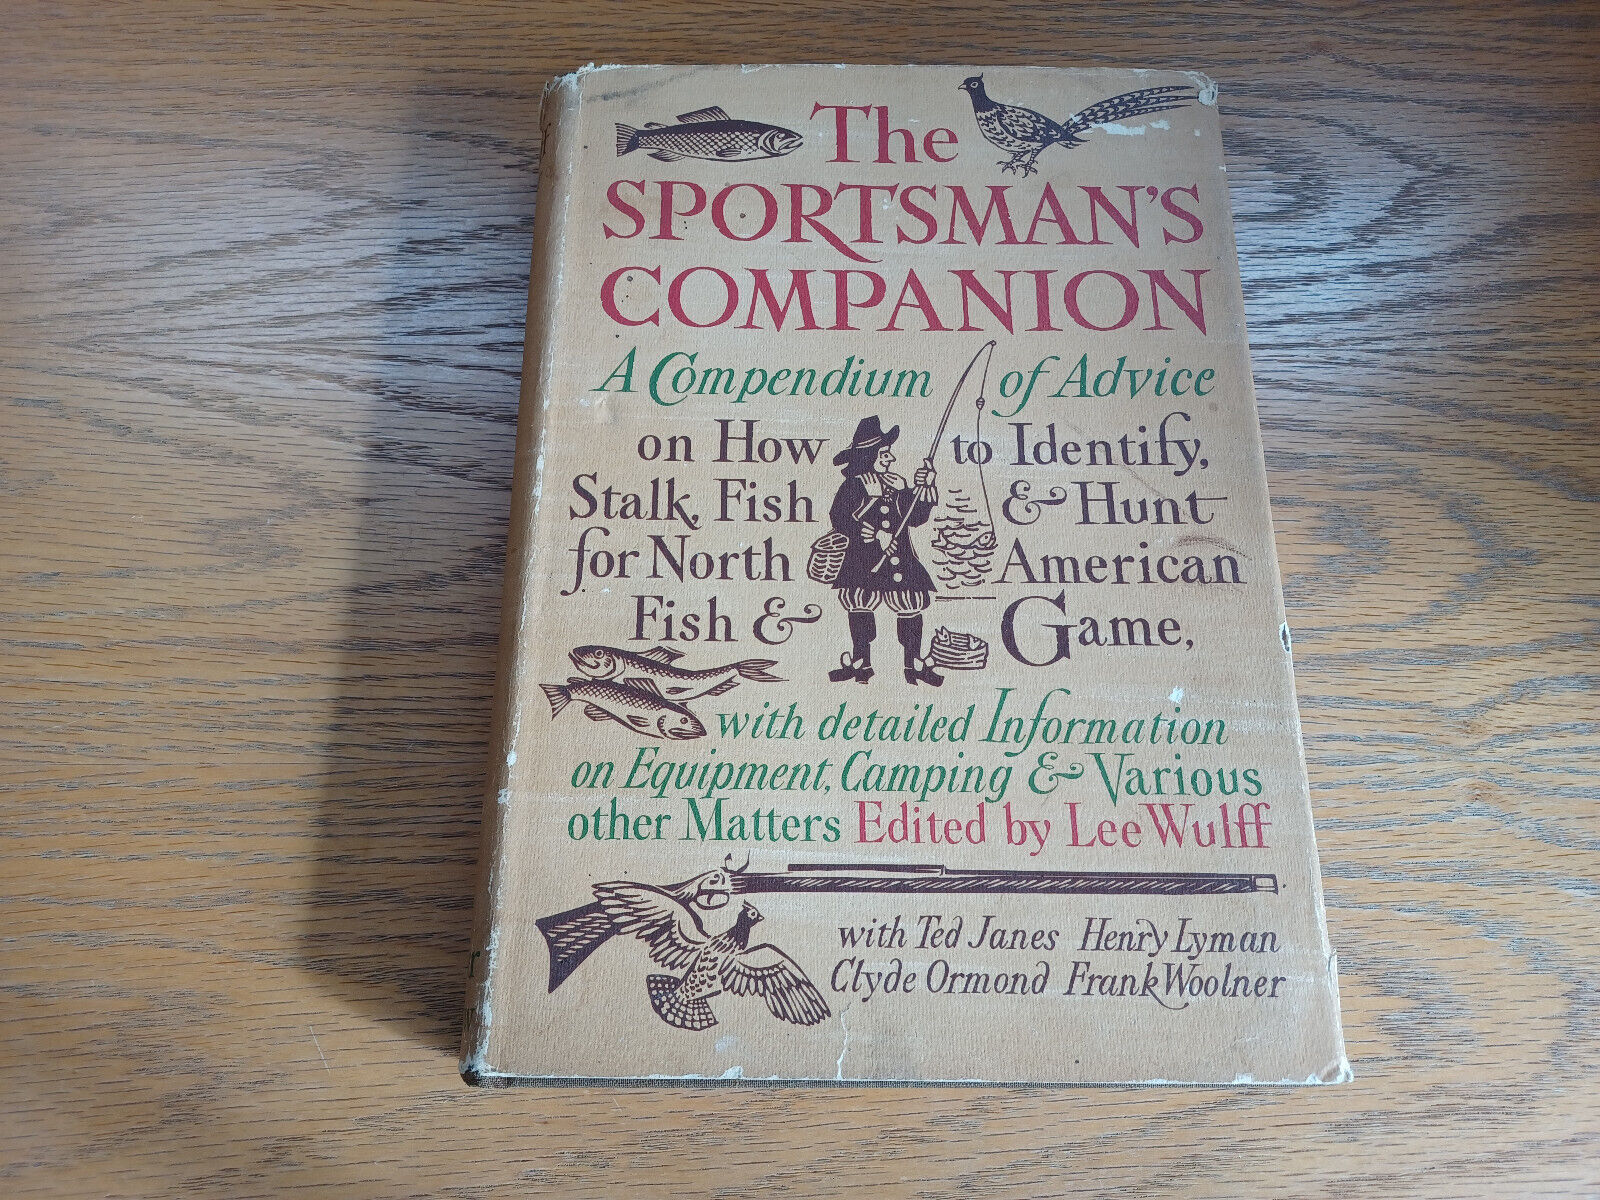 The
SPORTSMAN'S
COMPANION
A Compendium of Advice
on How to Identify,
Stalk, Fish & Hunt
for North American
Fish & Game,
with detailed Information
on Equipment, Camping & Various
other Matters Edited by Lee Wulff
with Ted Janes Henry Lyman
Clyde Ormond Frank Woolner